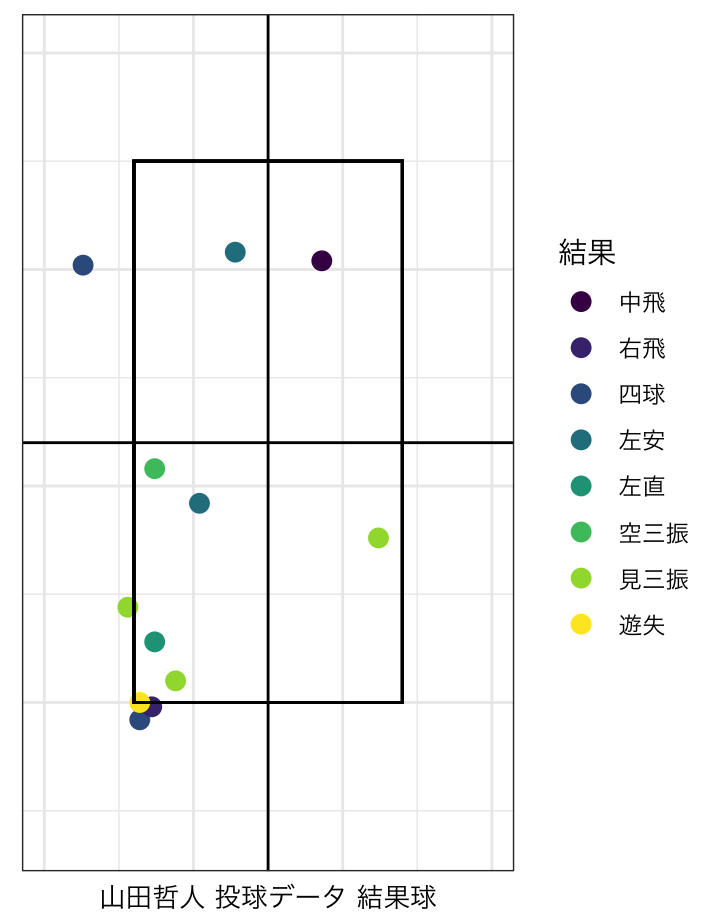 結果
中飛
右飛
四球
左安
左直
空三振
見三振
遊失
山田哲人 投球データ 結果球